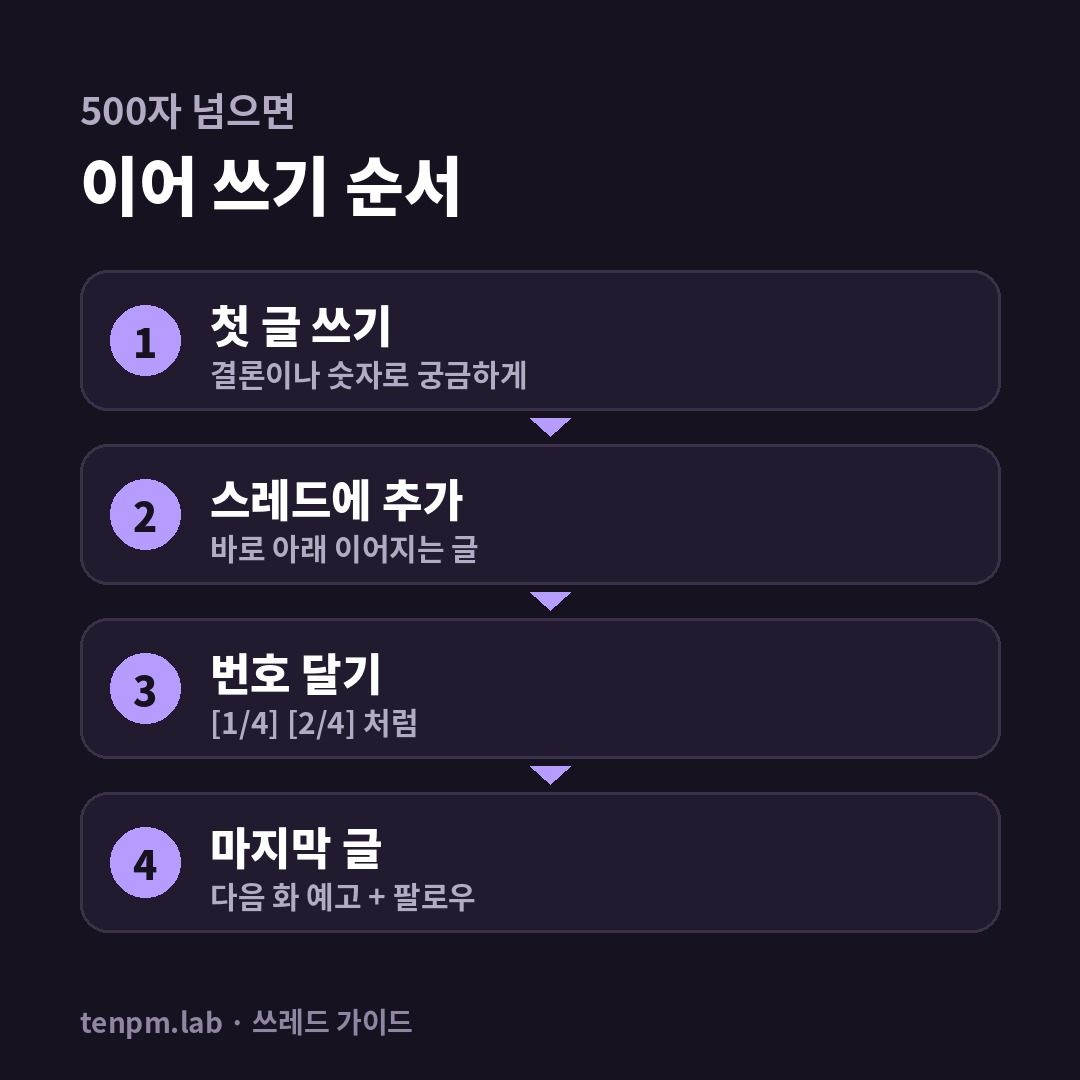 500자 넘으면
이어 쓰기 순서
1
첫 글 쓰기
결론이나 숫자로 궁금하게
2
스레드에 추가
바로 아래 이어지는 글
3
번호 달기
[1/4] [2/4] 처럼
4
마지막 글
다음 화 예고 + 팔로우
tenpm.lab · 쓰레드 가이드